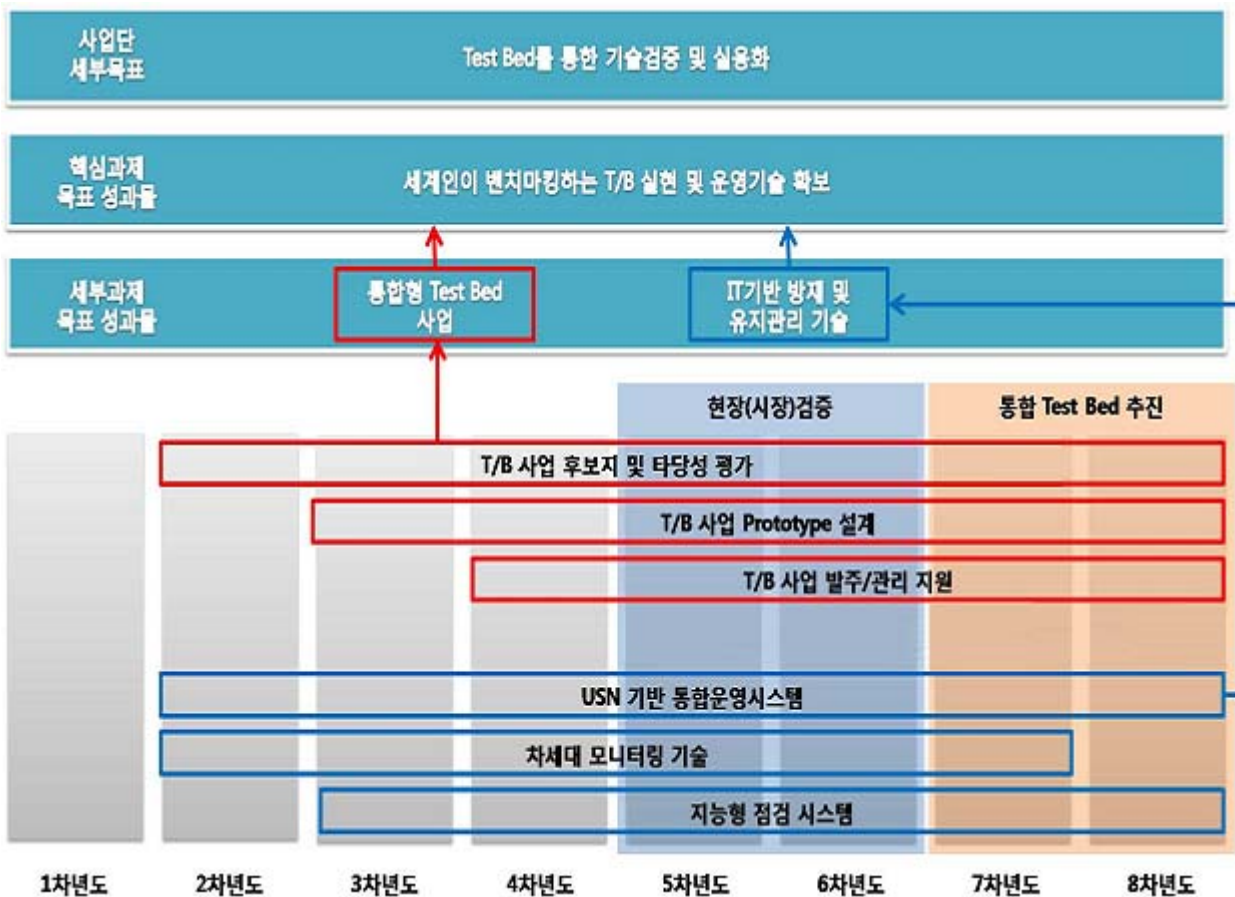 사업단
세부목표
Test Bed를 통한 기술검증 및 실용화
핵심과제
목표 성과물
세계인이 벤치마킹하는 T/B 실현 및 운영기술 확보
세부과제
목표 성과물
통합형 Test Bed
사업
IT기반 방재 및
유지관리 기술
현장(시장)검증
통합 Test Bed 추진
T/B 사업 후보지 및 타당성 평가
T/B 사업 Prototype 설계
T/B 사업 발주/관리 지원
USN 기반 통합운영시스템
차세대 모니터링 기술
지능형 점검 시스템
1차년도
2차년도
3차년도
4차년도
5차년도
6차년도
7차년도
8차년도